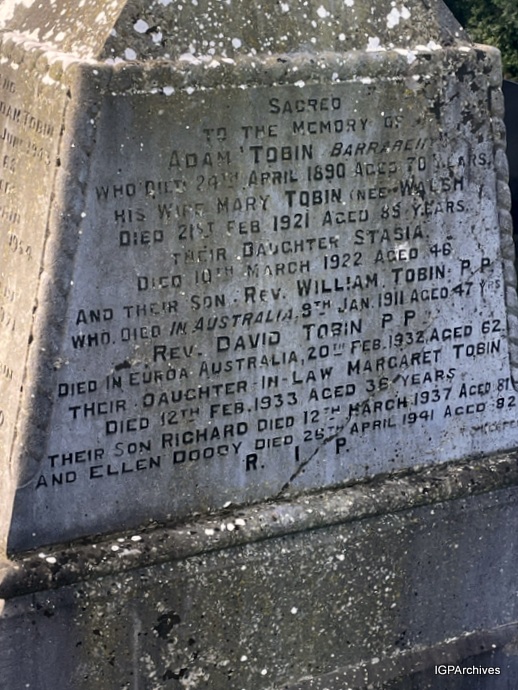 SACRED
TO THE MEMORY OF
ADAM TOBIN
WHO DIED 24TH APRIL 1890 AGED 70 YEARS.
HIS WIFE MARY TOBIN (NEE WALSH)
DIED 21ST FEB 1921 AGED 85 YEARS.
THEIR DAUGHTER STASIA.
DIED 10TH MARCH 1922 AGED 46
AND THEIR SON. REV. WILLIAM. TOBIN. P.P.
WHO. DIED IN AUSTRALIA. 9TH JAN. 1911 AGED 47 YRS
REV. DAVID TOBIN P.P.
DIED IN EUROA AUSTRALIA, 20TH FEB. 1932, AGED 62.
THEIR DAUGHTER-IN-LAW MARGARET TOBIN
DIED 12TH FEB. 1933 AGED 36 YEARS
THEIR SON RICHARD DIED 12TH MARCH 1937 AGED 81
AND ELLEN DOODY DIED 26TH APRIL 1941 AGED 82
R. I. P.
IGPArchives